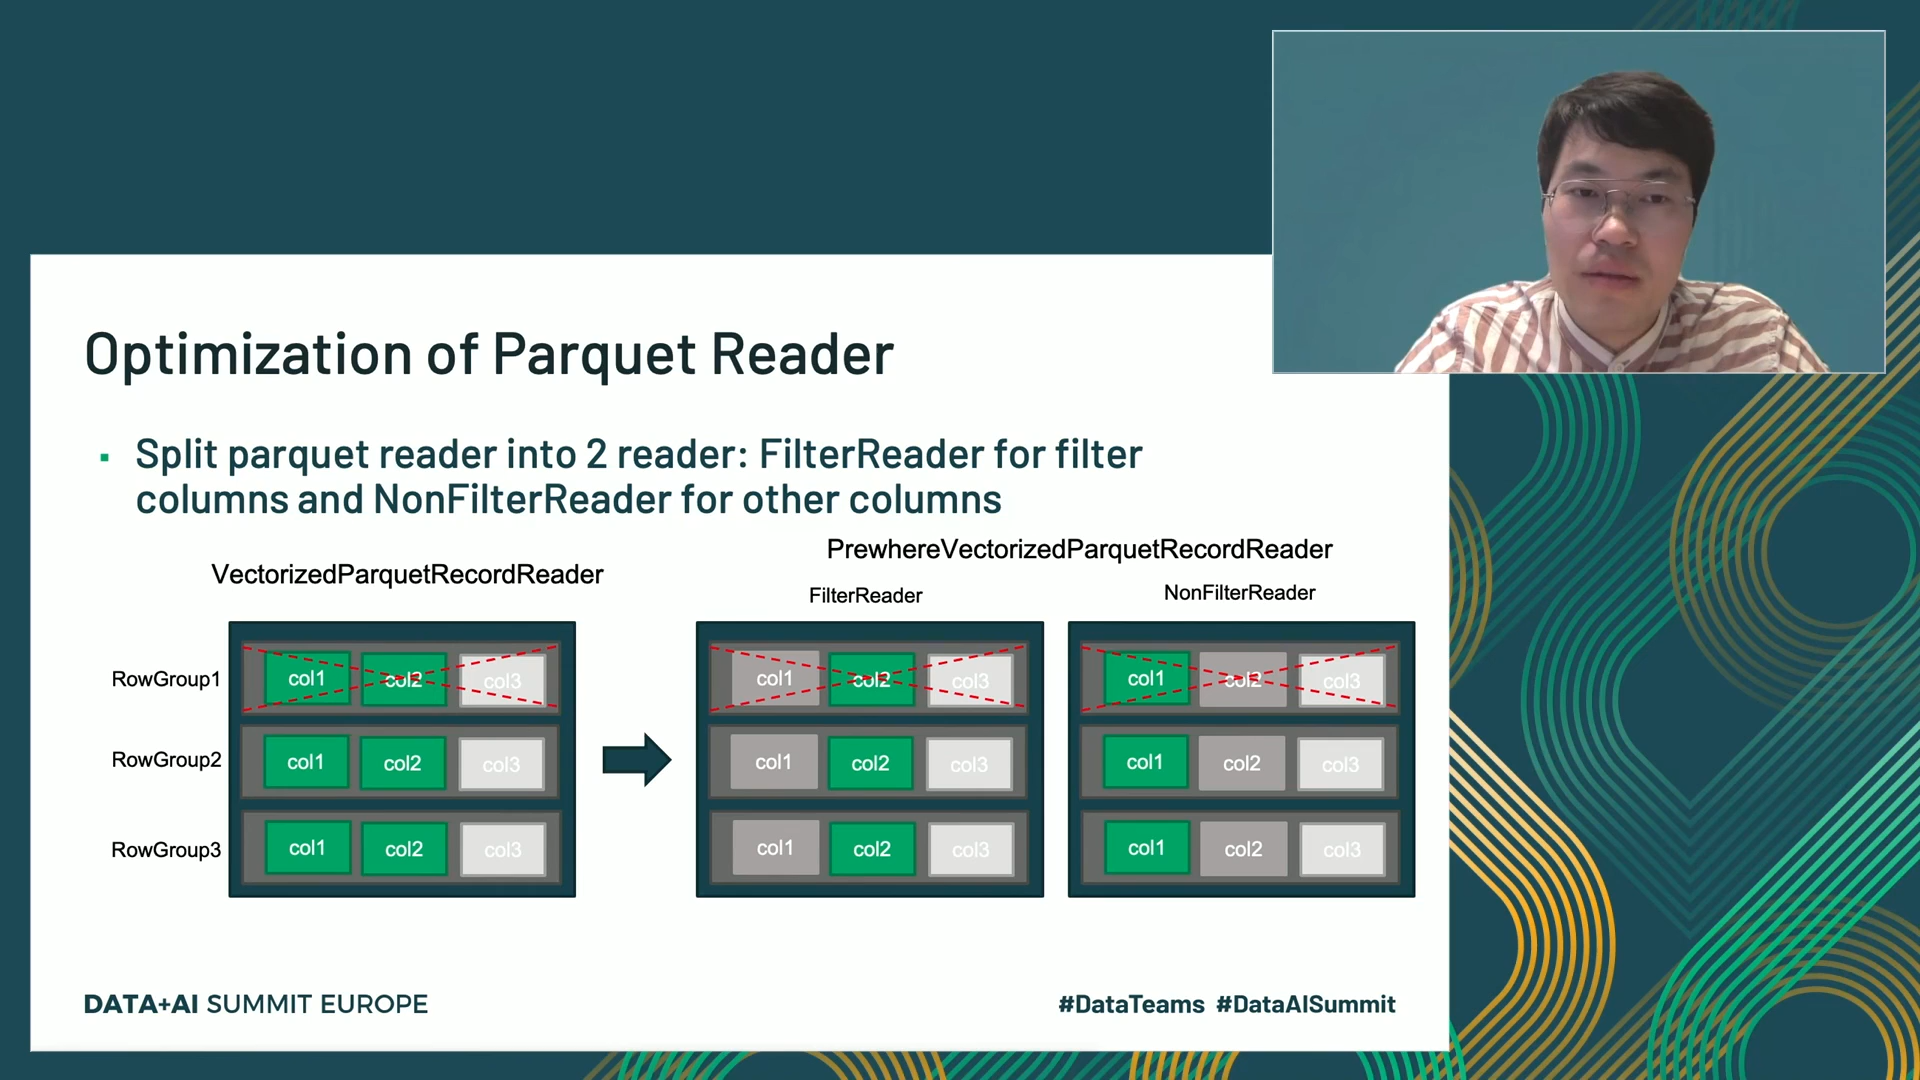 Optimization of Parquet Reader
▪ Split parquet reader into 2 reader: FilterReader for filter
columns and NonFilterReader for other columns
VectorizedParquetRecordReader
PrewhereVectorizedParquetRecordReader
FilterReader
NonFilterReader
RowGroup1
col1 col2 col3
col1 col2 col3
col1 col2 col3
RowGroup2
col1 col2 col3
col1 col2 col3
col1 col2 col3
RowGroup3
col1 col2 col3
col1 col2 col3
col1 col2 col3
DATA+AI SUMMIT EUROPE
#DataTeams #DataAISummit